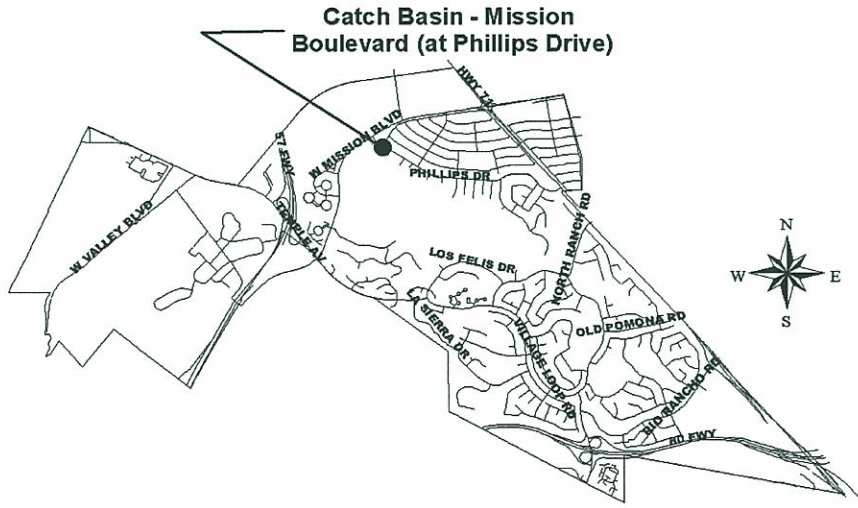 Catch Basin - Mission
Boulevard (at Phillips Drive)
HWY 71
W MISSION BLVD
57 FWY
PHILLIPS DR
W VALLEY BLVD
TEMPLE AV
NORTH RANCH RD
LOS FELIS DR
LA SIERRA DR
VILLAGE LOOP RD
OLD POMONA RD
RIO RANCHO RD
FWY
N
W
E
S